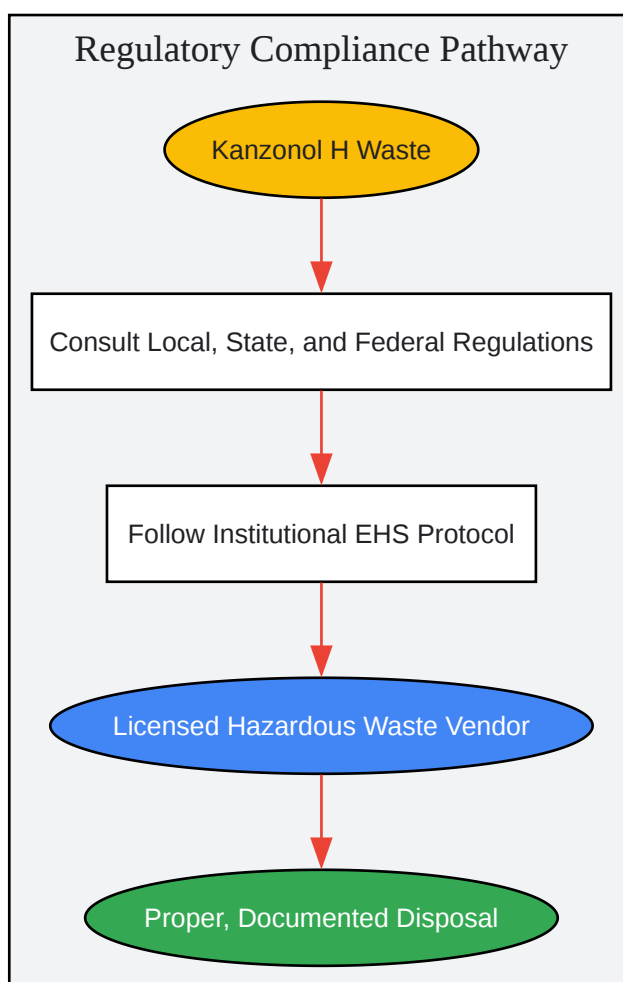 Regulatory Compliance Pathway
Kanzonol H Waste
Consult Local, State, and Federal Regulations
Follow Institutional EHS Protocol
Licensed Hazardous Waste Vendor
Proper, Documented Disposal